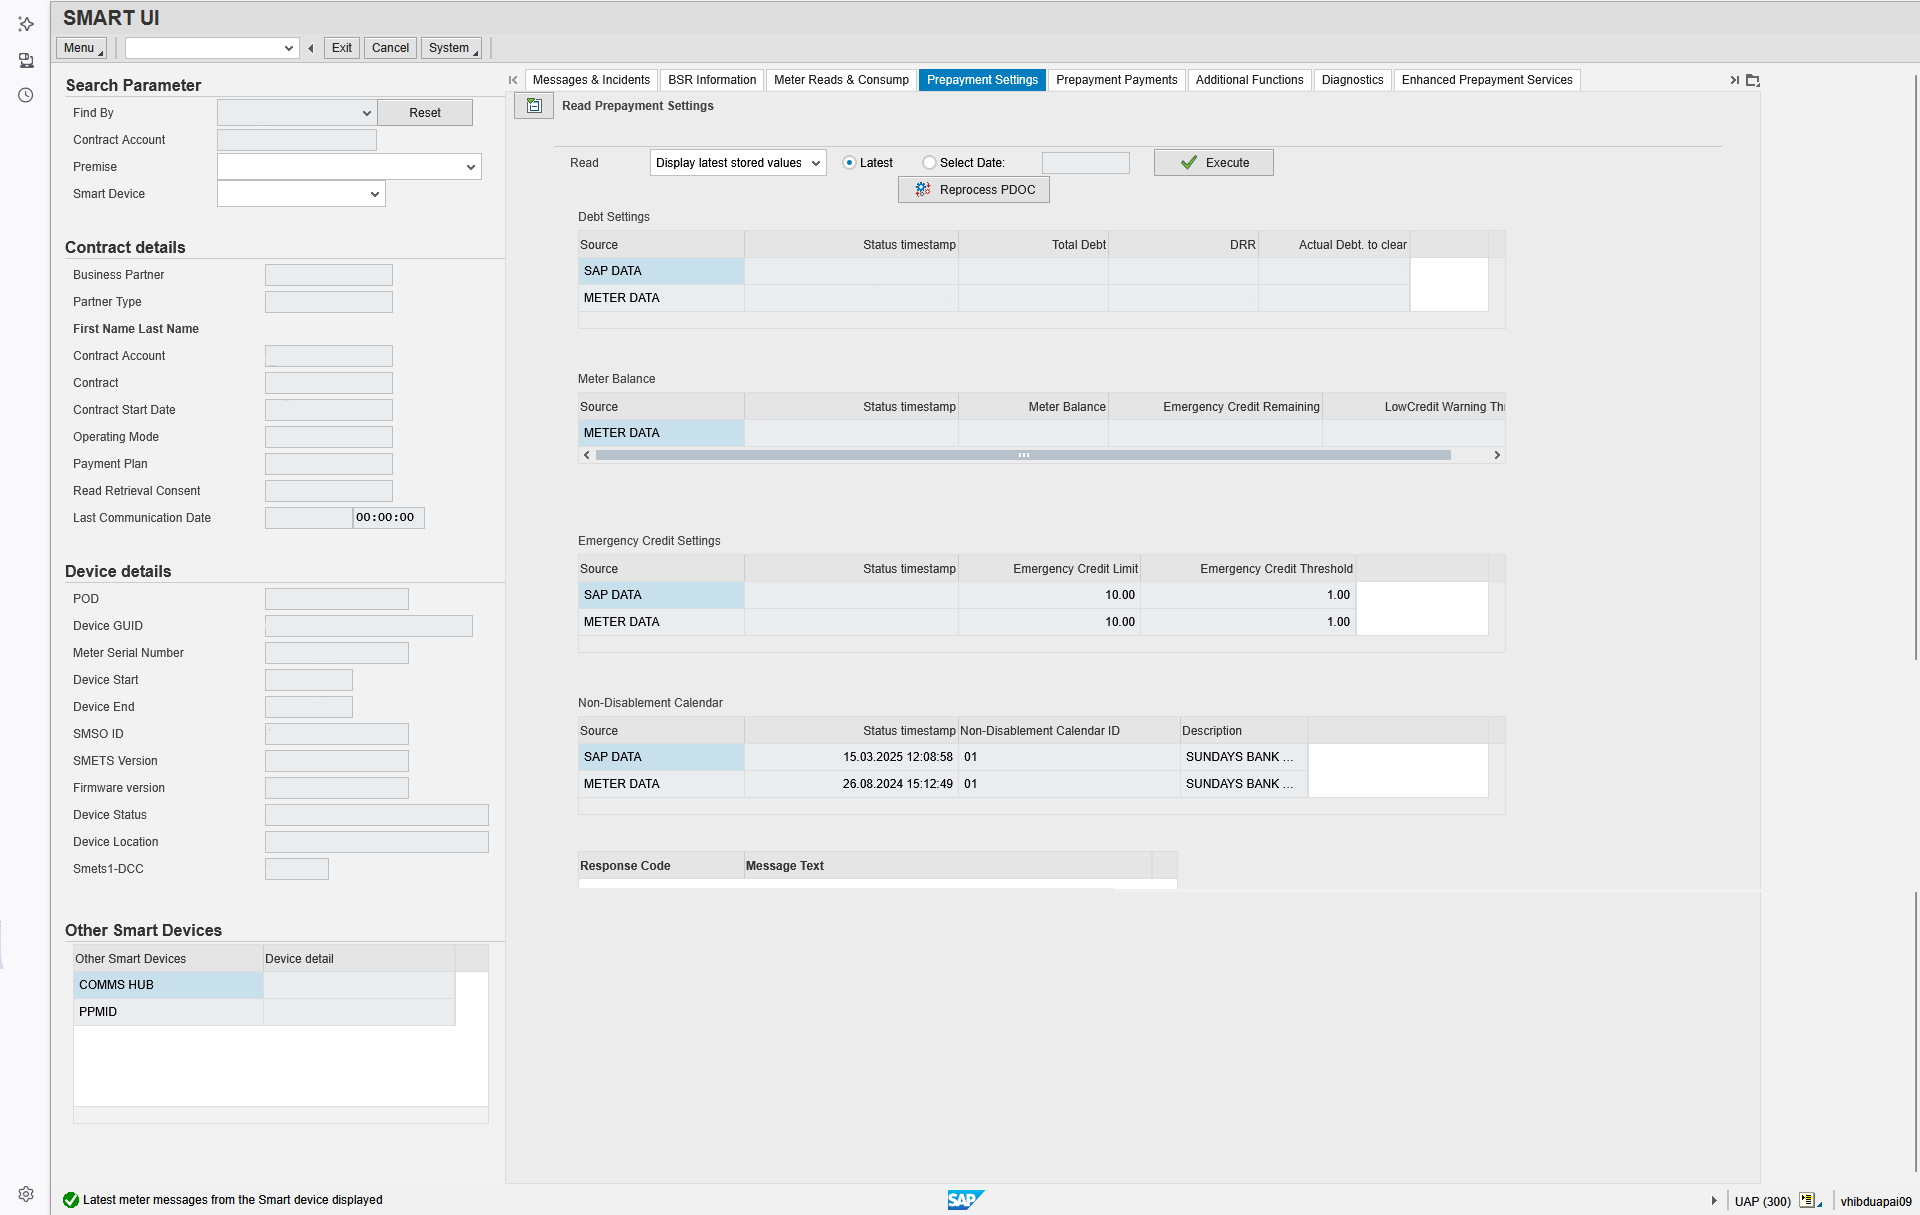 SMART UI
Menu
Exit
Cancel
System
Search Parameter
Find By
Reset
Contract Account
Premise
Smart Device
Contract details
Business Partner
Partner Type
First Name Last Name
Contract Account
Contract
Contract Start Date
Operating Mode
Payment Plan
Read Retrieval Consent
Last Communication Date 00:00:00
Device details
POD
Device GUID
Meter Serial Number
Device Start
Device End
SMSO ID
SMETS Version
Firmware version
Device Status
Device Location
Smets1-DCC
Other Smart Devices
Other Smart Devices Device detail
COMMS HUB
PPMID
Messages & Incidents BSR Information Meter Reads & Consump Prepayment Settings Prepayment Payments Additional Functions Diagnostics Enhanced Prepayment Services
Read Prepayment Settings
Read Display latest stored values Latest Select Date: Execute
Reprocess PDOC
Debt Settings
Source Status timestamp Total Debt DRR Actual Debt. to clear
SAP DATA
METER DATA
Meter Balance
Source Status timestamp Meter Balance Emergency Credit Remaining LowCredit Warning Thr
METER DATA
Emergency Credit Settings
Source Status timestamp Emergency Credit Limit Emergency Credit Threshold
SAP DATA 10.00 1.00
METER DATA 10.00 1.00
Non-Disablement Calendar
Source Status timestamp Non-Disablement Calendar ID Description
SAP DATA 15.03.2025 12:08:58 01 SUNDAYS BANK ...
METER DATA 26.08.2024 15:12:49 01 SUNDAYS BANK ...
Response Code Message Text
Latest meter messages from the Smart device displayed
SAP
UAP (300)
vhibduapai09